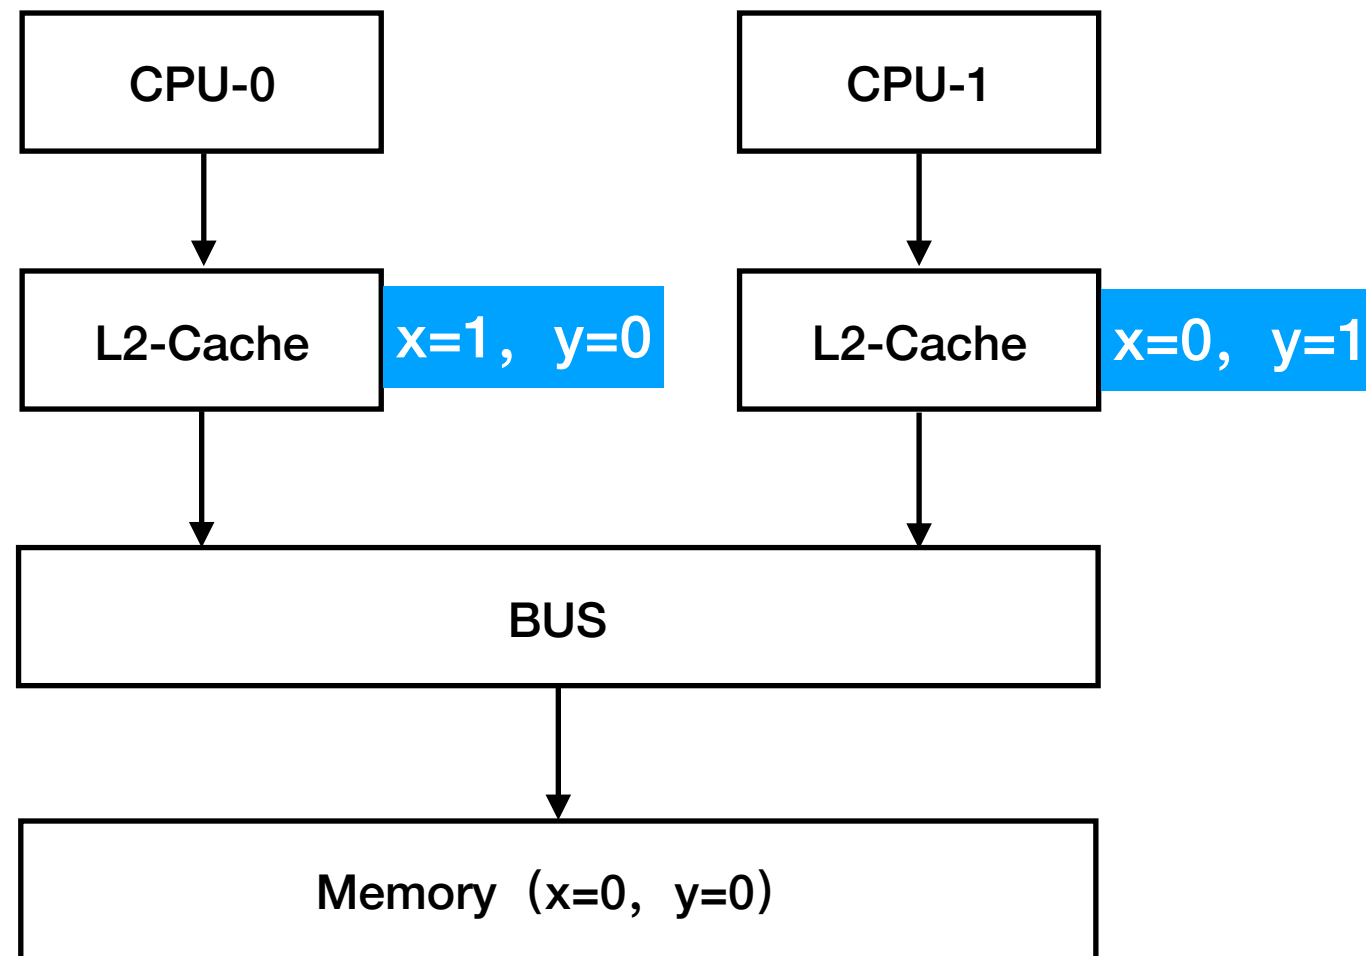 CPU-0
CPU-1
L2-Cache
x=1, y=0
L2-Cache
x=0, y=1
BUS
Memory (x=0, y=0)